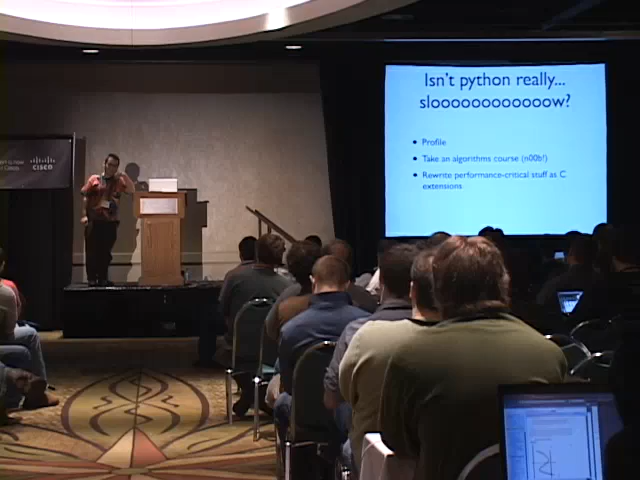 Isn't python really...
slooooooooooooow?
• Profile
• Take an algorithms course (n00b!)
• Rewrite performance-critical stuff as C
extensions
CISCO